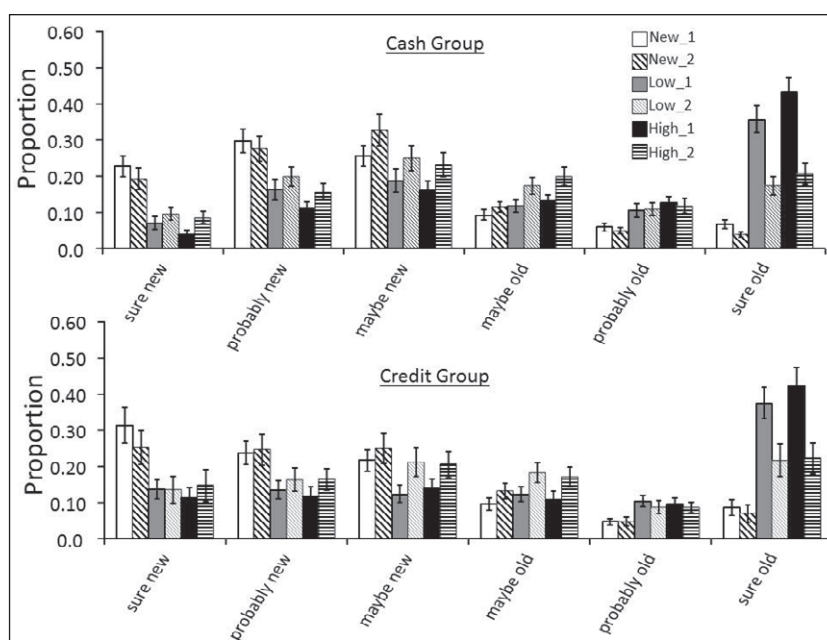 Cash Group
Proportion
0.60
0.50
0.40
0.30
0.20
0.10
0.0
New_1
New_2
Low_1
Low_2
High_1
High_2
sure new
probably new
maybe new
maybe old
probably old
sure old
Credit Group
Proportion
0.60
0.50
0.40
0.30
0.20
0.10
0.0
sure new
probably new
maybe new
maybe old
probably old
sure old